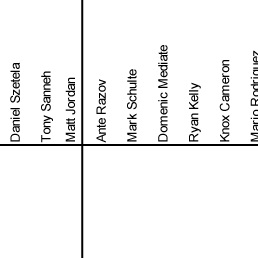 Daniel Szetela
Tony Sanneh
Matt Jordan
Ante Razov
Mark Schulte
Domenic Mediate
Ryan Kelly
Knox Cameron
Mario Rodriguez